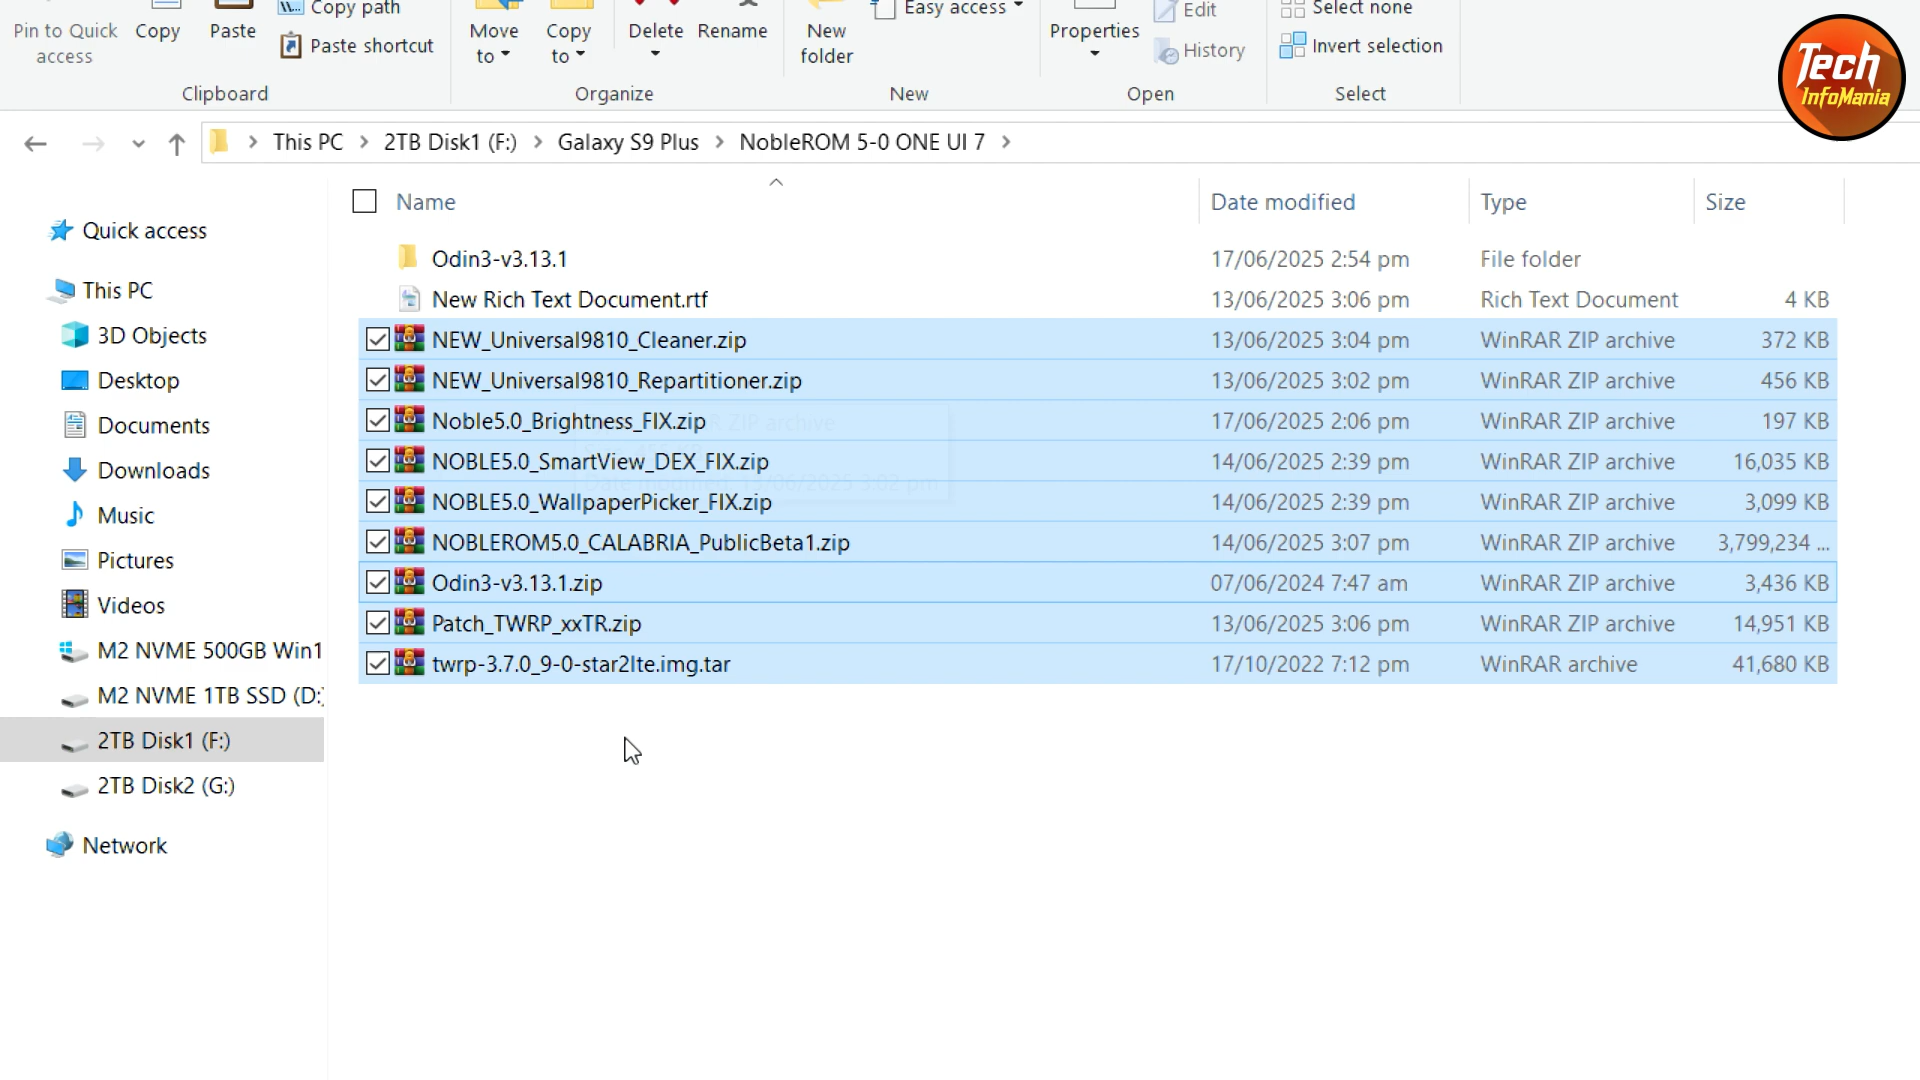 Pin to Quick access
Copy
Paste
Copy path
Paste shortcut
Clipboard
Move to
Copy to
Delete
Rename
Organize
New folder
Easy access
New
Properties
Edit
History
Open
Select none
Invert selection
Select
Tech
InfoMania
This PC > 2TB Disk1 (F:) > Galaxy S9 Plus > NobleROM 5-0 ONE UI 7 >
Name Date modified Type Size
Quick access
This PC
3D Objects
Desktop
Documents
Downloads
Music
Pictures
Videos
M2 NVME 500GB Win1
M2 NVME 1TB SSD (D:)
2TB Disk1 (F:)
2TB Disk2 (G:)
Network
Odin3-v3.13.1 17/06/2025 2:54 pm File folder
New Rich Text Document.rtf 13/06/2025 3:06 pm Rich Text Document 4 KB
NEW_Universal9810_Cleaner.zip 13/06/2025 3:04 pm WinRAR ZIP archive 372 KB
NEW_Universal9810_Repartitioner.zip 13/06/2025 3:02 pm WinRAR ZIP archive 456 KB
Noble5.0_Brightness_FIX.zip 17/06/2025 2:06 pm WinRAR ZIP archive 197 KB
NOBLE5.0_SmartView_DEX_FIX.zip 14/06/2025 2:39 pm WinRAR ZIP archive 16,035 KB
NOBLE5.0_WallpaperPicker_FIX.zip 14/06/2025 2:39 pm WinRAR ZIP archive 3,099 KB
NOBLEROM5.0_CALABRIA_PublicBeta1.zip 14/06/2025 3:07 pm WinRAR ZIP archive 3,799,234 ...
Odin3-v3.13.1.zip 07/06/2024 7:47 am WinRAR ZIP archive 3,436 KB
Patch_TWRP_xxTR.zip 13/06/2025 3:06 pm WinRAR ZIP archive 14,951 KB
twrp-3.7.0_9-0-star2lte.img.tar 17/10/2022 7:12 pm WinRAR archive 41,680 KB